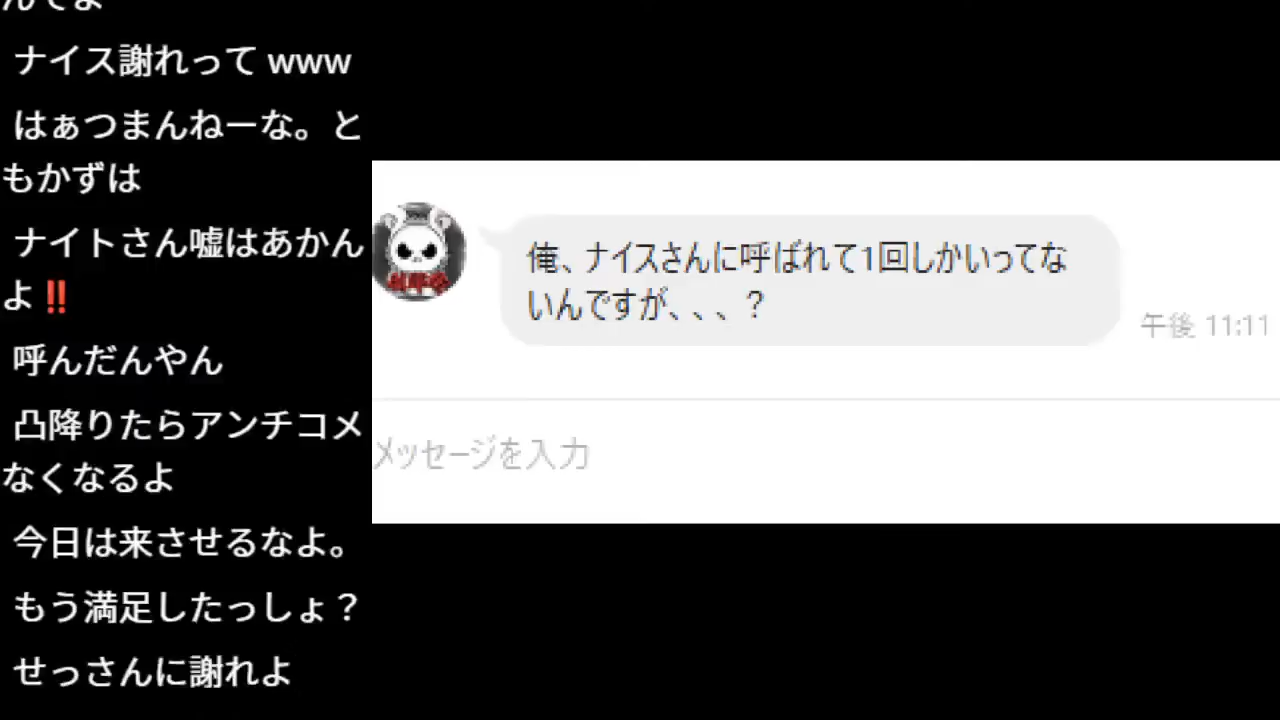 んでよ
ナイス謝れって www
はぁつまんねーな。と
もかずは
ナイトさん嘘はあかん
よ‼
呼んだんやん
凸降りたらアンチコメ
なくなるよ
今日は来させるなよ。
もう満足したっしょ？
せっさんに謝れよ
俺、ナイスさんに呼ばれて1回しかいってな
いんですが、、、？
午後 11:11
メッセージを入力